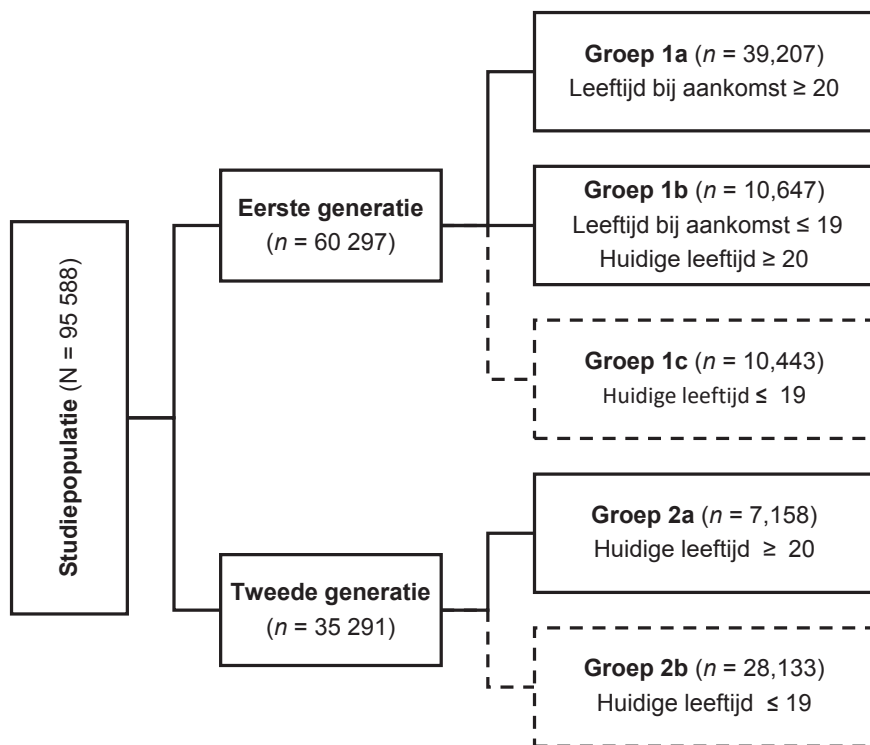 Studiepopulatie (N = 95 588)
Eerste generatie
(n = 60 297)
Groep 1a (n = 39,207)
Leeftijd bij aankomst ≥ 20
Groep 1b (n = 10,647)
Leeftijd bij aankomst ≤ 19
Huidige leeftijd ≥ 20
Groep 1c (n = 10,443)
Huidige leeftijd ≤ 19
Tweede generatie
(n = 35 291)
Groep 2a (n = 7,158)
Huidige leeftijd ≥ 20
Groep 2b (n = 28,133)
Huidige leeftijd ≤ 19